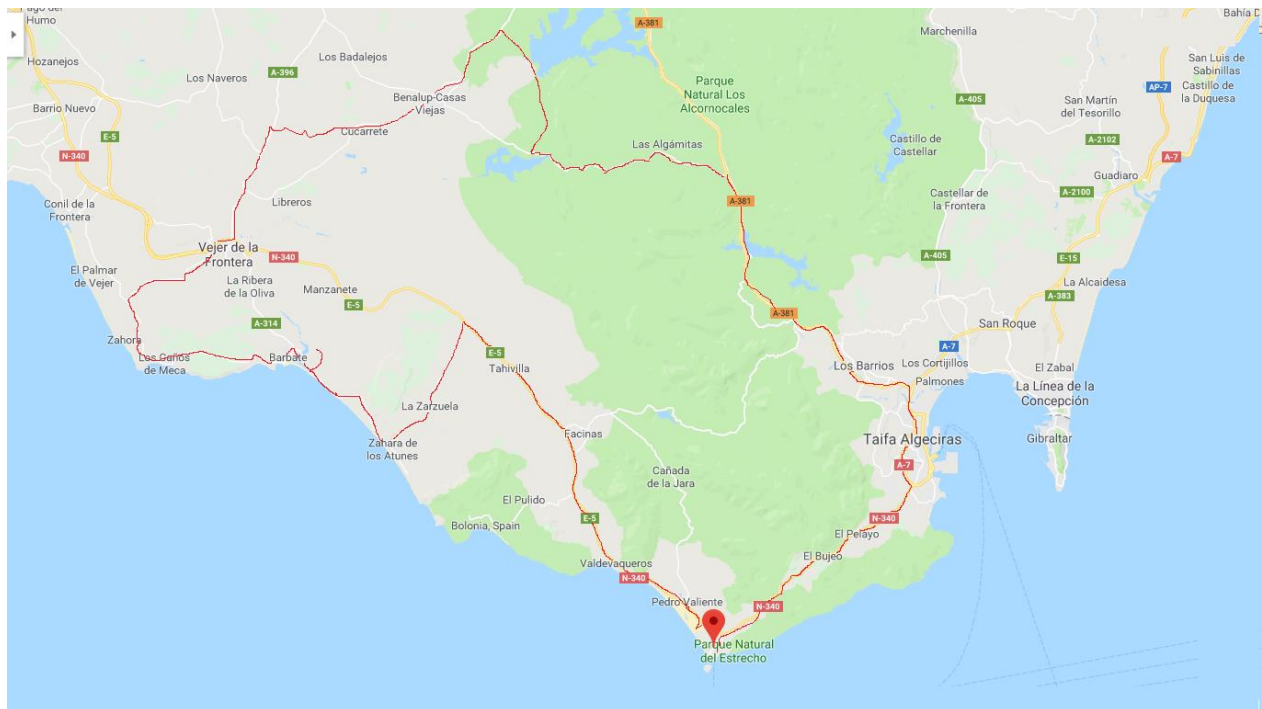 Pago del
Humo
A-381
Bahía D
Marchenilla
Hozanejos
Los Badalejos
San Luis de
Sabinillas
Los Naveros
A-396
Parque
Natural Los
Alcornocales
AP-7
Castillo de
la Duquesa
Benalup-Casas
Viejas
A-405
San Martín
del Tesorillo
Barrio Nuevo
E-5
Cucarrete
Las Algámitas
Castillo de
Castellar
A-2102
N-340
A-7
Guadiaro
Conil de la
Frontera
Libreros
A-381
Castellar de
la Frontera
A-2100
Vejer de la
Frontera
N-340
A-405
E-15
El Palmar
de Vejer
La Ribera
de la Oliva
Manzanete
La Alcaidesa
E-5
A-383
A-314
A-381
San Roque
Zahora
A-7
Los Caños
de Meca
Barbate
E-5
Tahivilla
Los Barrios
Los Cortijillos
El Zabal
Palmones
La Línea de la
Concepción
La Zarzuela
Zahara de
los Atunes
Facinas
Taifa Algeciras
Gibraltar
Cañada
de la Jara
A-7
El Pulido
Bolonia, Spain
E-5
N-340
El Pelayo
El Bujeo
Valdevaqueros
N-340
Pedro Valiente
N-340
Parque Natural
del Estrecho